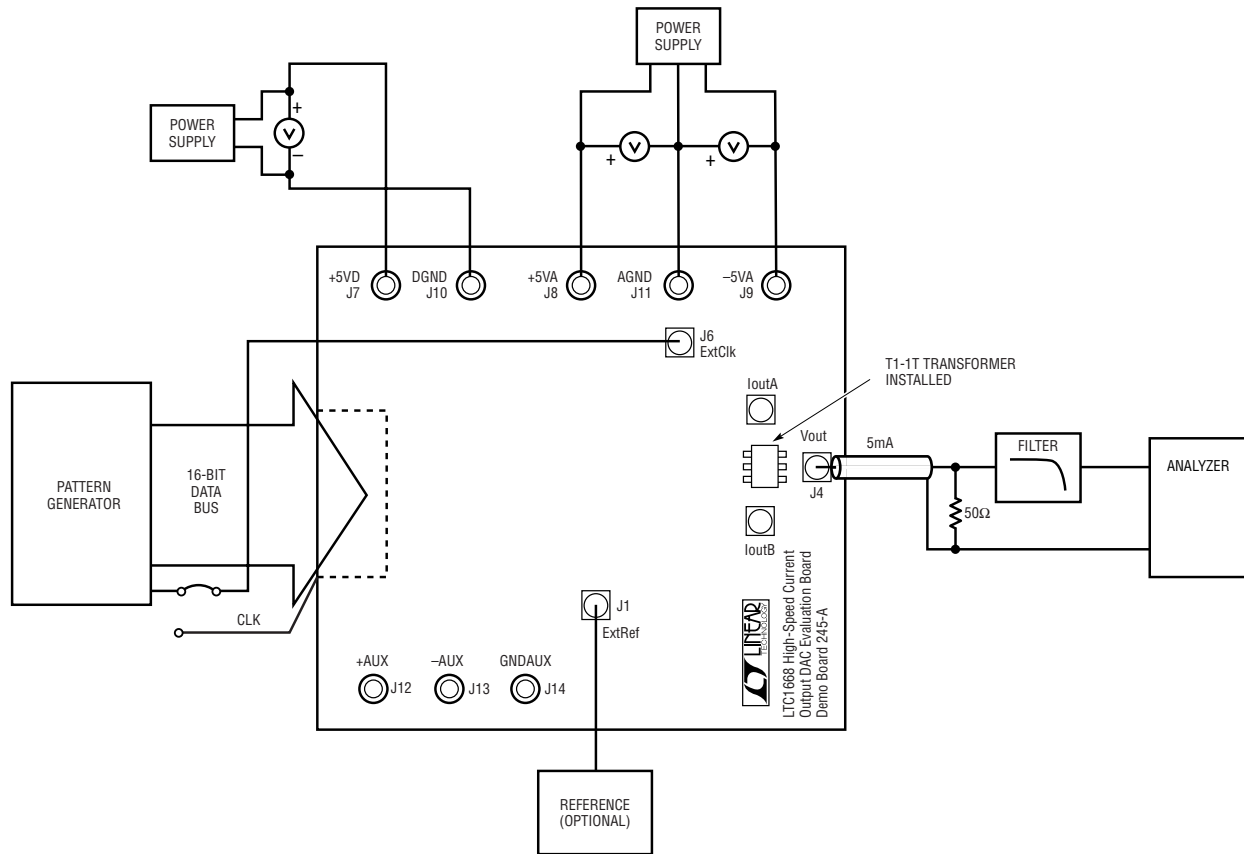 POWER
SUPPLY
POWER
SUPPLY
+
V
–
+
V
+
V
+5VD
J7
DGND
J10
+5VA
J8
AGND
J11
–5VA
J9
J6
ExtClk
T1-1T TRANSFORMER
INSTALLED
IoutA
Vout
5mA
FILTER
ANALYZER
PATTERN
GENERATOR
16-BIT
DATA
BUS
J4
50Ω
IoutB
CLK
J1
ExtRef
+AUX
J12
–AUX
J13
GNDAUX
J14
LINEAR
TECHNOLOGY
LTC1668 High-Speed Current
Output DAC Evaluation Board
Demo Board 245-A
REFERENCE
(OPTIONAL)